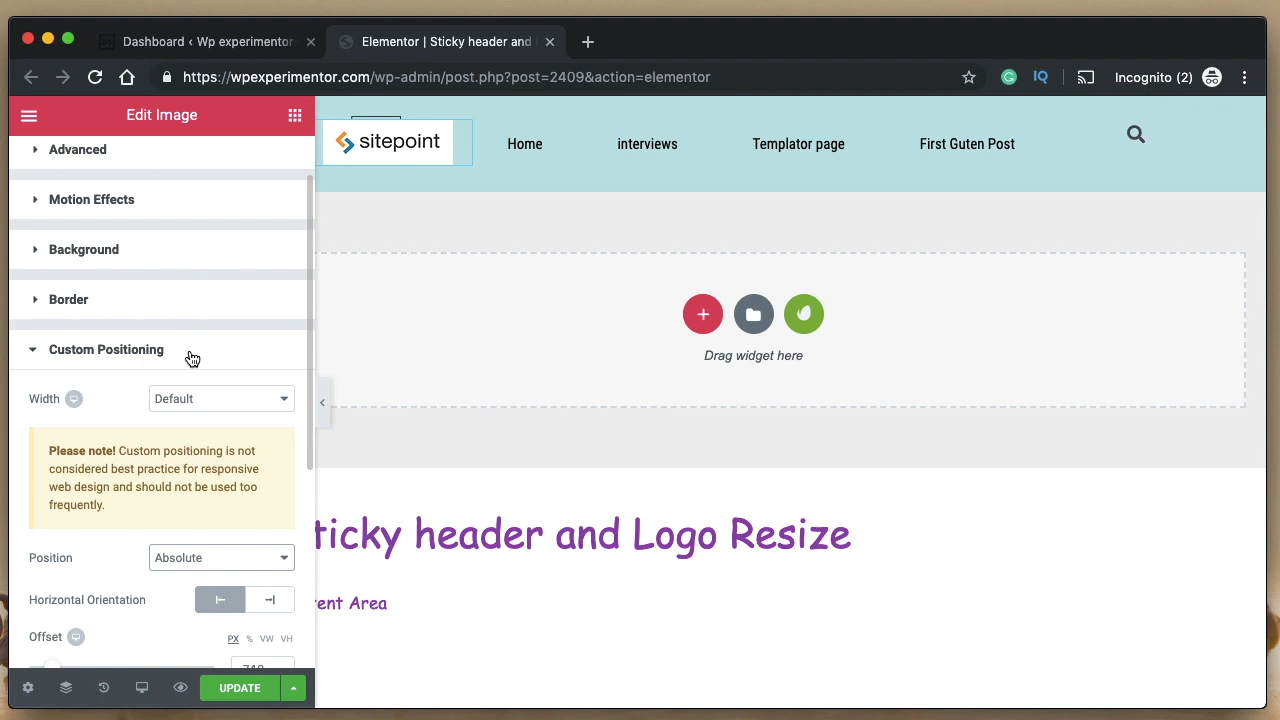 Dashboard ‹ Wp experimentor
Elementor | Sticky header and
https://wpexperimentor.com/wp-admin/post.php?post=2409&action=elementor
IQ
Incognito (2)
Edit Image
Advanced
Motion Effects
Background
Border
Custom Positioning
Width
Default
Please note! Custom positioning is not
considered best practice for responsive
web design and should not be used too
frequently.
Position
Absolute
Horizontal Orientation
Offset
PX % VW VH
UPDATE
sitepoint
Home
interviews
Templator page
First Guten Post
Drag widget here
ticky header and Logo Resize
ent Area